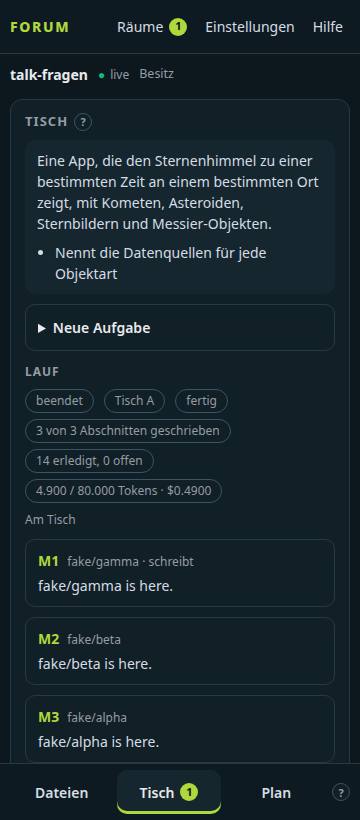 FORUM Räume 1 Einstellungen Hilfe
talk-fragen live Besitz
TISCH ?
Eine App, die den Sternenhimmel zu einer
bestimmten Zeit an einem bestimmten Ort
zeigt, mit Kometen, Asteroiden,
Sternbildern und Messier-Objekten.
• Nennt die Datenquellen für jede
Objektart
▶ Neue Aufgabe
LAUF
beendet Tisch A fertig
3 von 3 Abschnitten geschrieben
14 erledigt, 0 offen
4.900 / 80.000 Tokens · $0.4900
Am Tisch
M1 fake/gamma · schreibt
fake/gamma is here.
M2 fake/beta
fake/beta is here.
M3 fake/alpha
fake/alpha is here.
Dateien Tisch 1 Plan ?